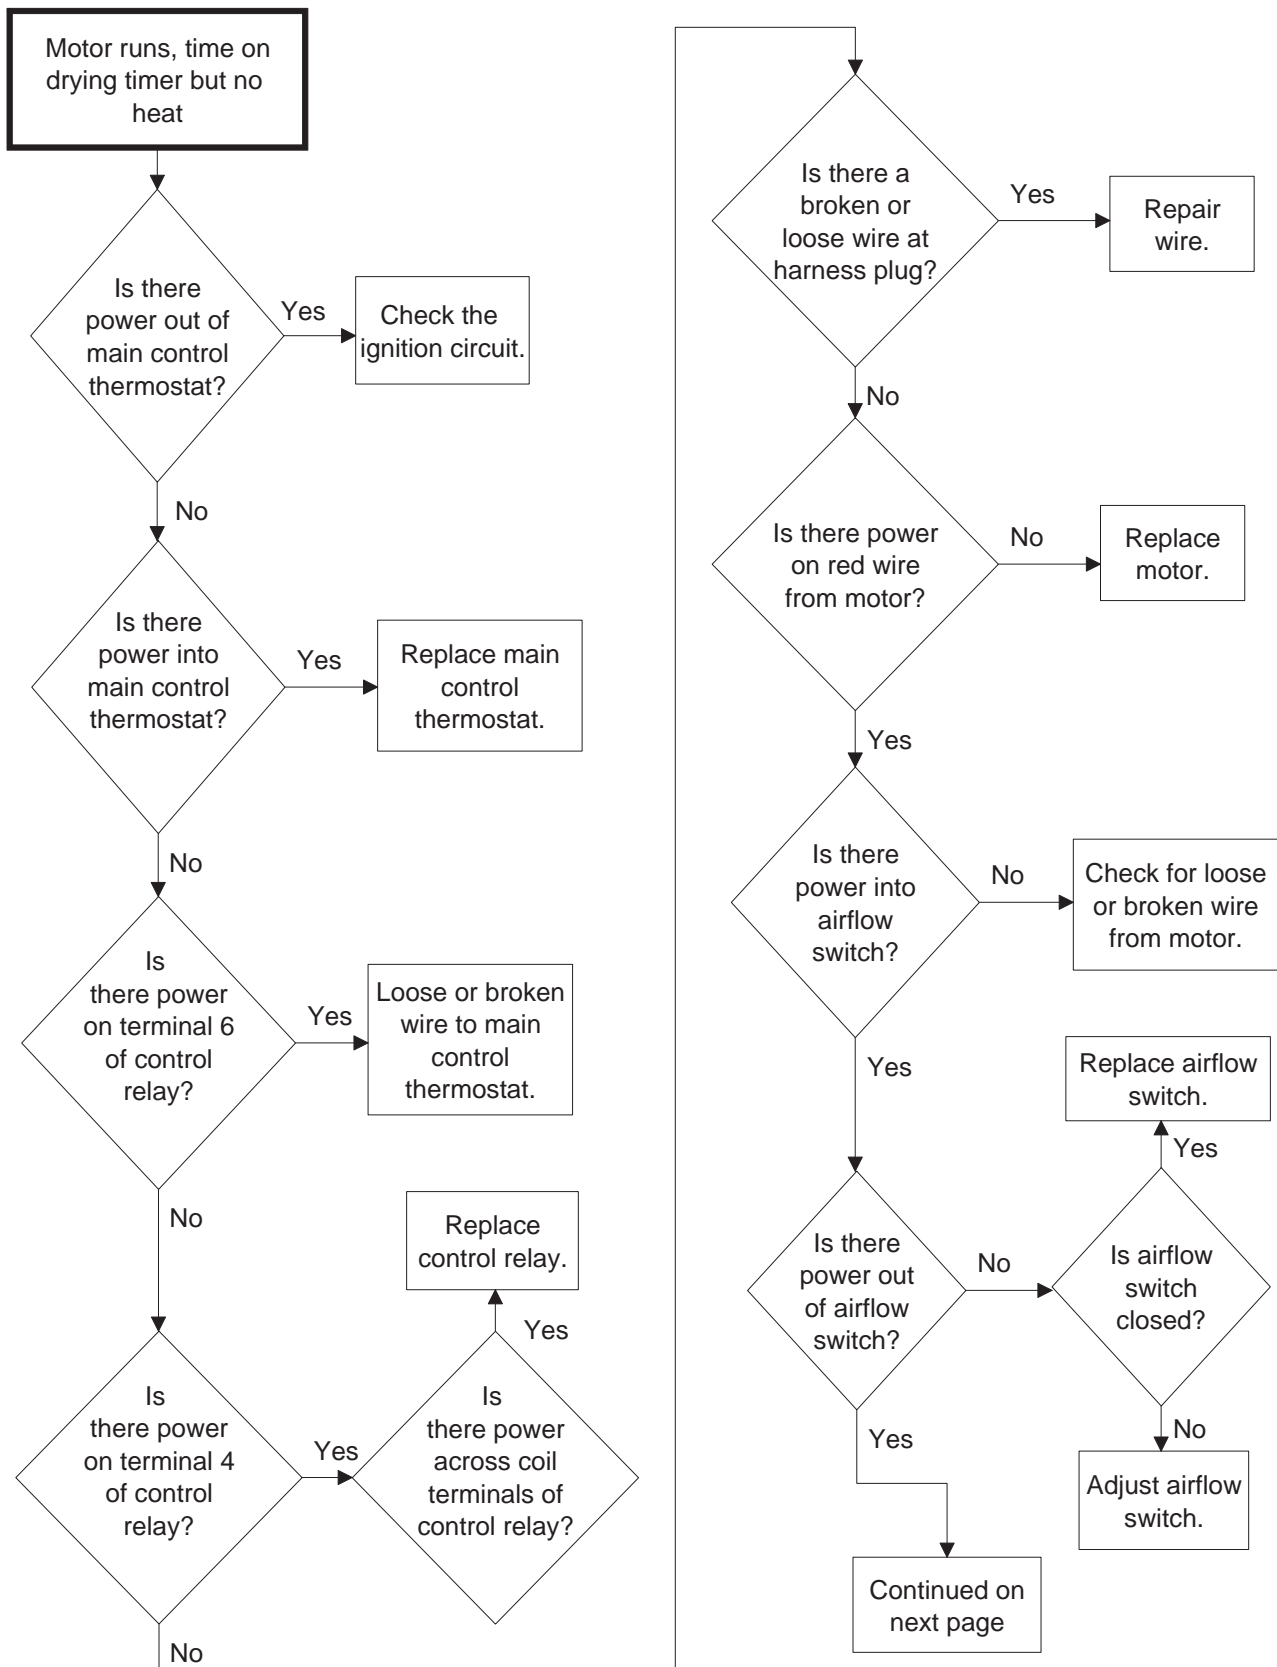 Motor runs, time on
drying timer but no
heat
Is there
power out of
main control
thermostat?
Yes
Check the
ignition circuit.
No
Is there
power into
main control
thermostat?
Yes
Replace main
control
thermostat.
No
Is
there power
on terminal 6
of control
relay?
Yes
Loose or broken
wire to main
control
thermostat.
No
Replace
control relay.
Yes
Is
there power
on terminal 4
of control
relay?
Yes
Is
there power
across coil
terminals of
control relay?
No
Is there a
broken or
loose wire at
harness plug?
Yes
Repair
wire.
No
Is there power
on red wire
from motor?
No
Replace
motor.
Yes
Is there
power into
airflow
switch?
No
Check for loose
or broken wire
from motor.
Yes
Replace airflow
switch.
Yes
Is there
power out
of airflow
switch?
No
Is airflow
switch
closed?
Yes
No
Adjust airflow
switch.
Continued on
next page